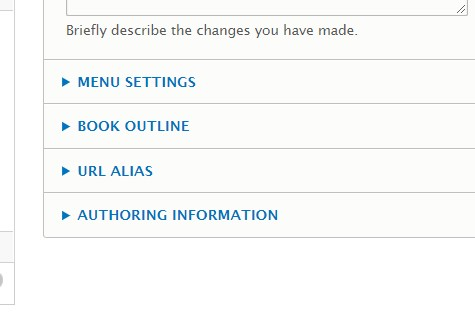 Briefly describe the changes you have made.
MENU SETTINGS
BOOK OUTLINE
URL ALIAS
AUTHORING INFORMATION